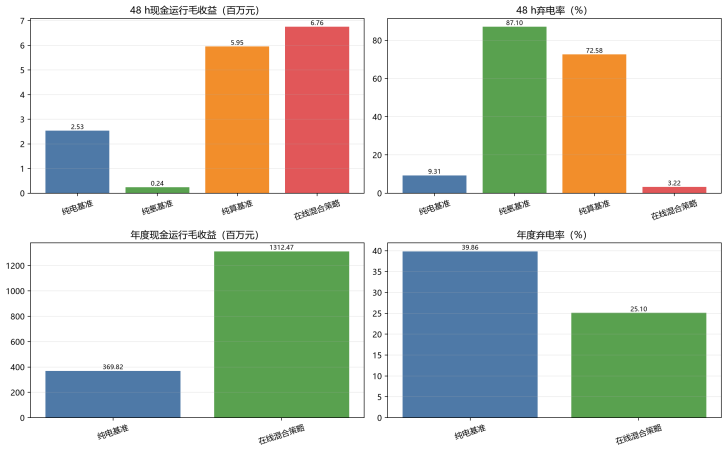 48 h现金运行毛收益（百万元）
7
6
5
4
3
2
1
0
2.53
0.24
5.95
6.76
纯电基准
纯氨基准
纯算基准
在线混合策略
48 h弃电率（%）
80
60
40
20
0
9.31
87.10
72.58
3.22
纯电基准
纯氨基准
纯算基准
在线混合策略
年度现金运行毛收益（百万元）
1200
1000
800
600
400
200
0
369.82
1312.47
纯电基准
在线混合策略
年度弃电率（%）
40
35
30
25
20
15
10
5
0
39.86
25.10
纯电基准
在线混合策略